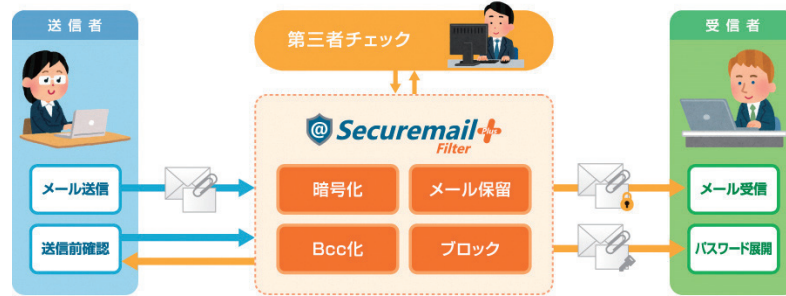 送信者
第三者チェック
受信者
@ Securemail Plus
Filter
メール送信
暗号化
メール保留
メール受信
送信前確認
Bcc化
ブロック
パスワード展開